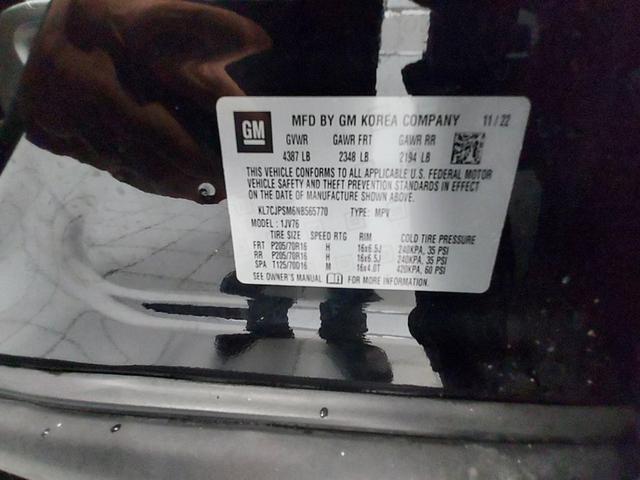 GM
MFD BY GM KOREA COMPANY 11/22
GVWR GAWR FRT GAWR RR
4387 LB 2348 LB 2194 LB
THIS VEHICLE CONFORMS TO ALL APPLICABLE U.S. FEDERAL MOTOR
VEHICLE SAFETY AND THEFT PREVENTION STANDARDS IN EFFECT
ON THE DATE OF MANUFACTURE SHOWN ABOVE.
KL7CJPSM6NB565770 TYPE: MPV
MODEL: 1JV76
TIRE SIZE SPEED RTG RIM COLD TIRE PRESSURE
FRT P205/70R16 H 16x6.5J 240KPA, 35 PSI
RR P205/70R16 H 16x6.5J 240KPA, 35 PSI
SPA T125/70D16 M 16x4.0T 420KPA, 60 PSI
SEE OWNER'S MANUAL FOR MORE INFORMATION.